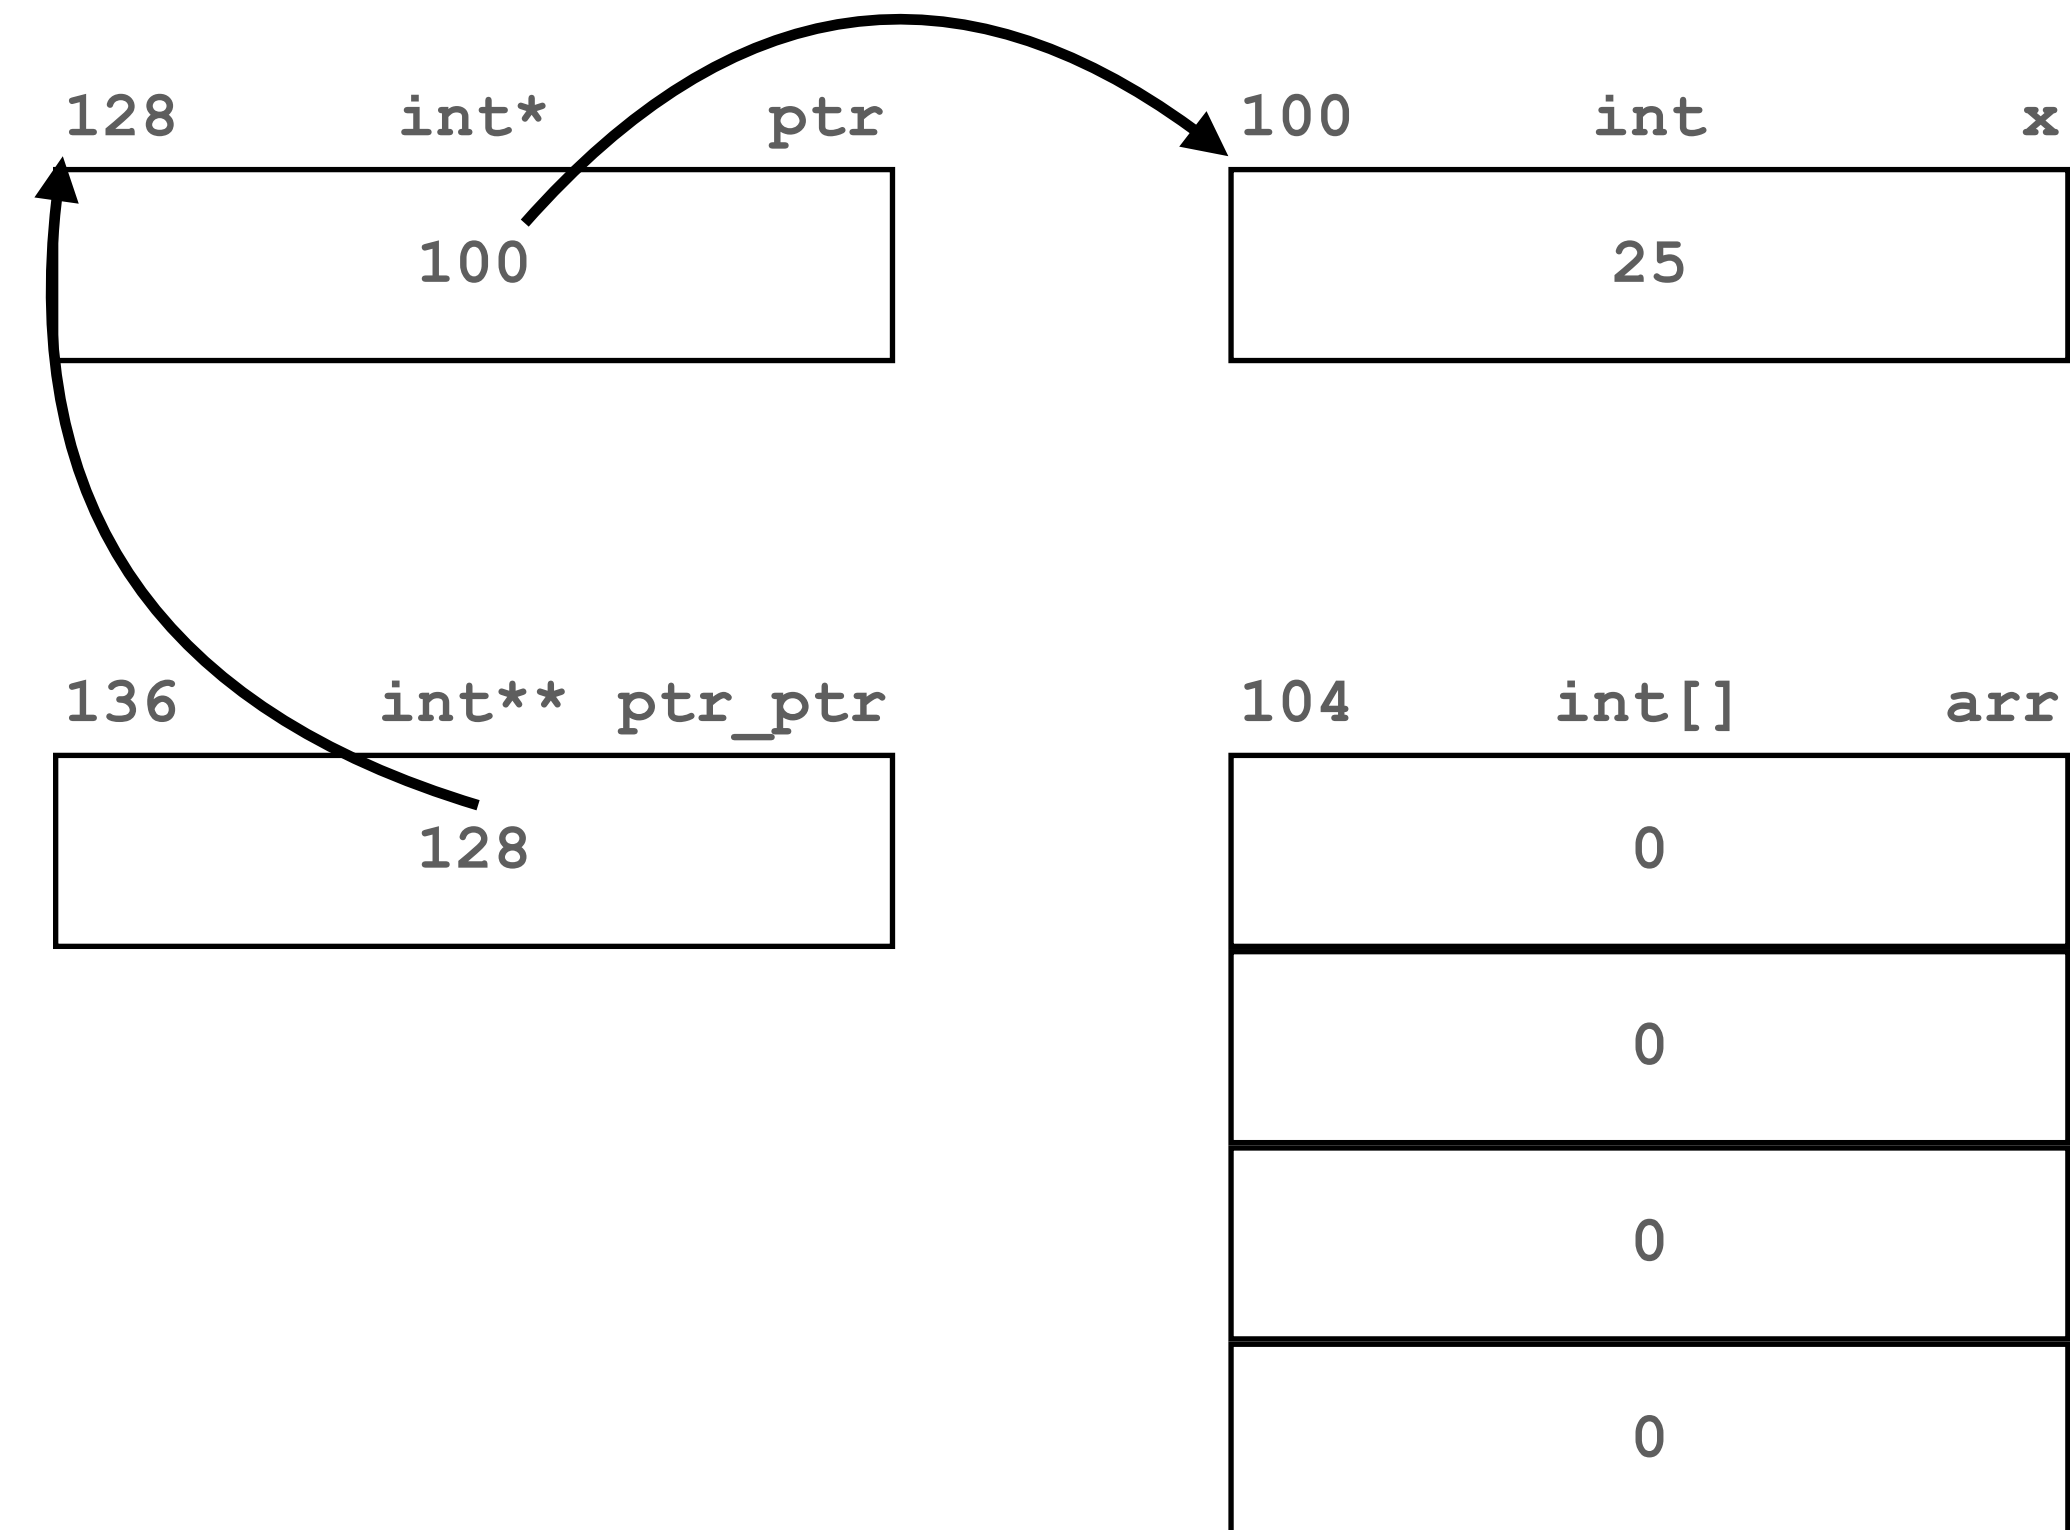 128 int* ptr
100 int x
100
25
136 int** ptr_ptr
104 int[] arr
128
0
0
0
0